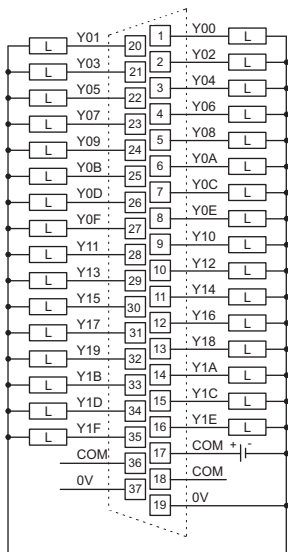 1 Y00 L
L Y01 20
2 Y02 L
L Y03 21
3 Y04 L
L Y05 22
4 Y06 L
L Y07 23
5 Y08 L
L Y09 24
6 Y0A L
L Y0B 25
7 Y0C L
L Y0D 26
8 Y0E L
L Y0F 27
9 Y10 L
L Y11 28
10 Y12 L
L Y13 29
11 Y14 L
L Y15 30
12 Y16 L
L Y17 31
13 Y18 L
L Y19 32
14 Y1A L
L Y1B 33
15 Y1C L
L Y1D 34
16 Y1E L
L Y1F 35
17 COM + -
COM 36
18 COM
0V 37
19 0V